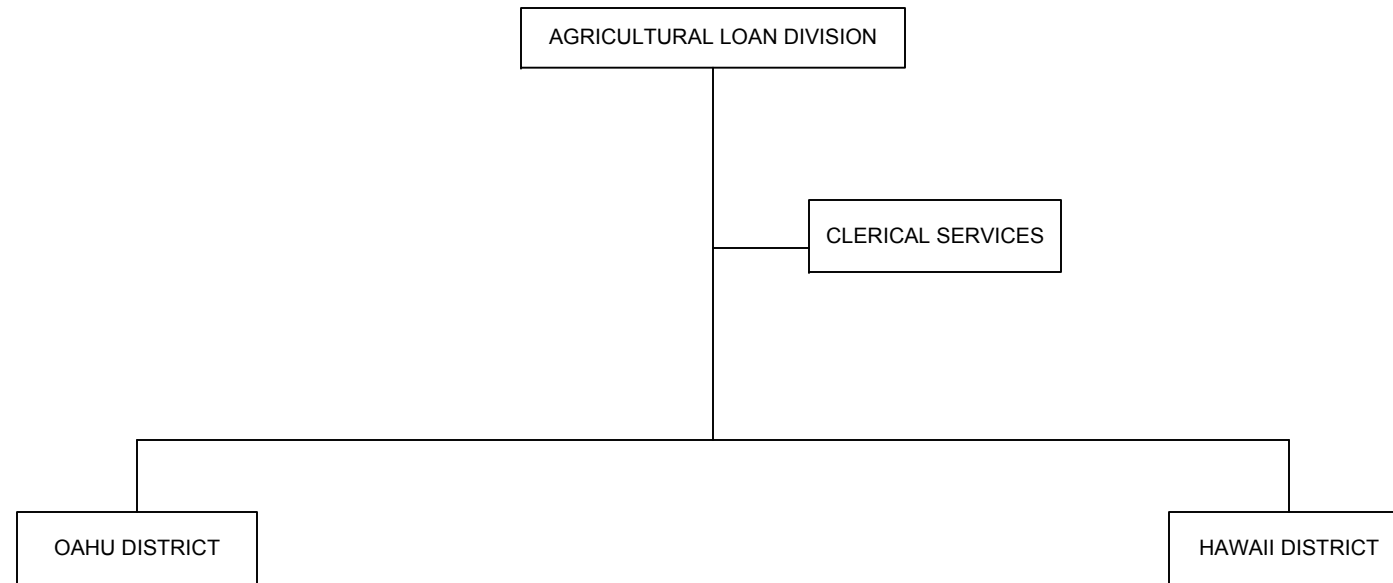 AGRICULTURAL LOAN DIVISION
CLERICAL SERVICES
OAHU DISTRICT
HAWAII DISTRICT